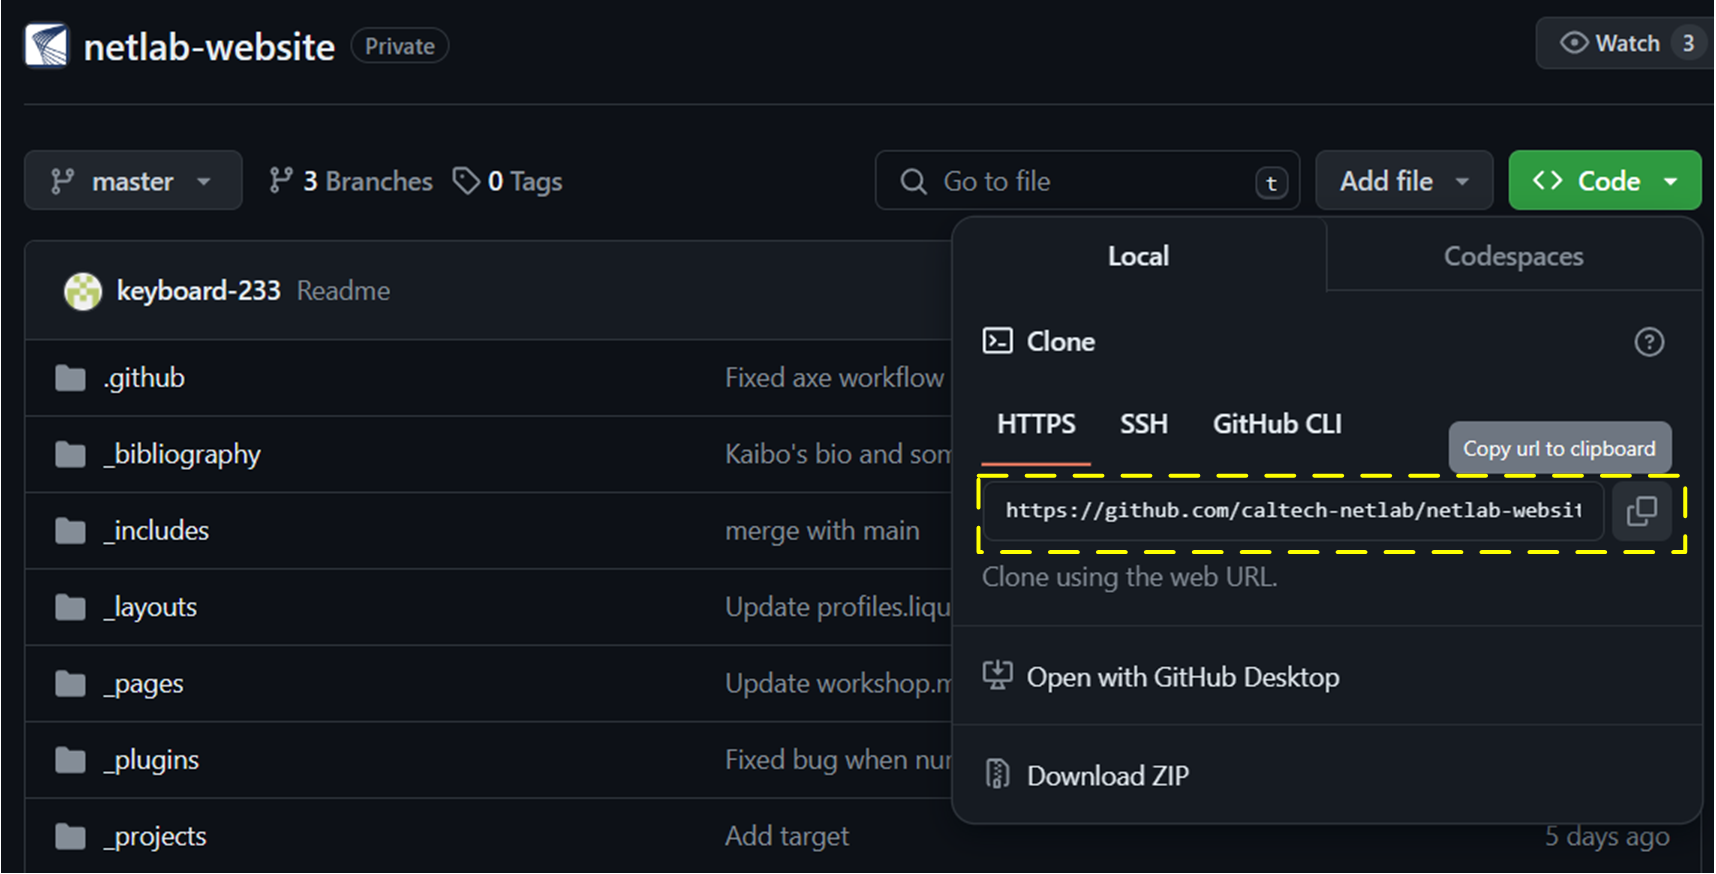 netlab-website Private Watch 3
master 3 Branches 0 Tags Go to file t Add file <> Code
Local Codespaces
keyboard-233 Readme
Clone
.github Fixed axe workflow
HTTPS SSH GitHub CLI
Copy url to clipboard
_bibliography Kaibo's bio and som
https://github.com/caltech-netlab/netlab-websit
_includes merge with main
Clone using the web URL.
_layouts Update profiles.liqu
_pages Update workshop.m
Open with GitHub Desktop
_plugins Fixed bug when nur
Download ZIP
_projects Add target 5 days ago